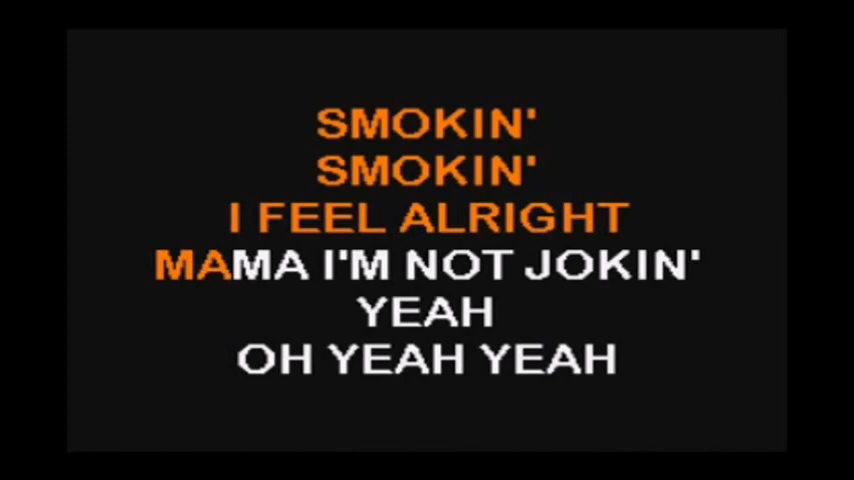 SMOKIN'
SMOKIN'
I FEEL ALRIGHT
MAMA I'M NOT JOKIN'
YEAH
OH YEAH YEAH